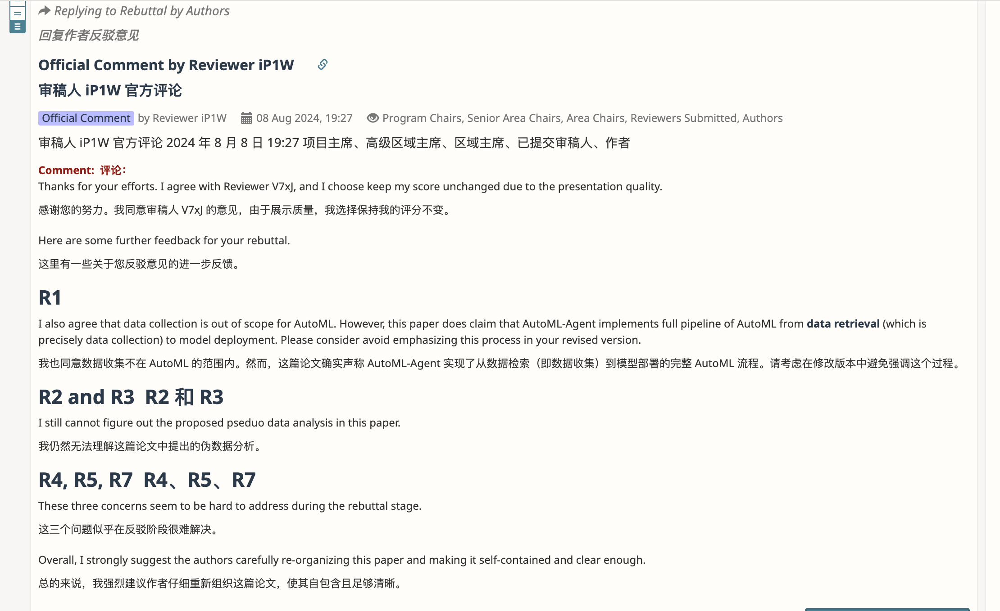 Replying to Rebuttal by Authors
回复作者反驳意见
Official Comment by Reviewer iP1W
审稿人 iP1W 官方评论
Official Comment by Reviewer iP1W 08 Aug 2024, 19:27 Program Chairs, Senior Area Chairs, Area Chairs, Reviewers Submitted, Authors
审稿人 iP1W 官方评论 2024 年 8 月 8 日 19:27 项目主席、高级区域主席、区域主席、已提交审稿人、作者
Comment: 评论：
Thanks for your efforts. I agree with Reviewer V7xJ, and I choose keep my score unchanged due to the presentation quality.
感谢您的努力。我同意审稿人 V7xJ 的意见，由于展示质量，我选择保持我的评分不变。
Here are some further feedback for your rebuttal.
这里有一些关于您反驳意见的进一步反馈。
R1
I also agree that data collection is out of scope for AutoML. However, this paper does claim that AutoML-Agent implements full pipeline of AutoML from data retrieval (which is
precisely data collection) to model deployment. Please consider avoid emphasizing this process in your revised version.
我也同意数据收集不在 AutoML 的范围内。然而，这篇论文确实声称 AutoML-Agent 实现了从数据检索（即数据收集）到模型部署的完整 AutoML 流程。请考虑在修改版本中避免强调这个过程。
R2 and R3 R2 和 R3
I still cannot figure out the proposed pseduo data analysis in this paper.
我仍然无法理解这篇论文中提出的伪数据分析。
R4, R5, R7 R4、R5、R7
These three concerns seem to be hard to address during the rebuttal stage.
这三个问题似乎在反驳阶段很难解决。
Overall, I strongly suggest the authors carefully re-organizing this paper and making it self-contained and clear enough.
总的来说，我强烈建议作者仔细重新组织这篇论文，使其自包含且足够清晰。